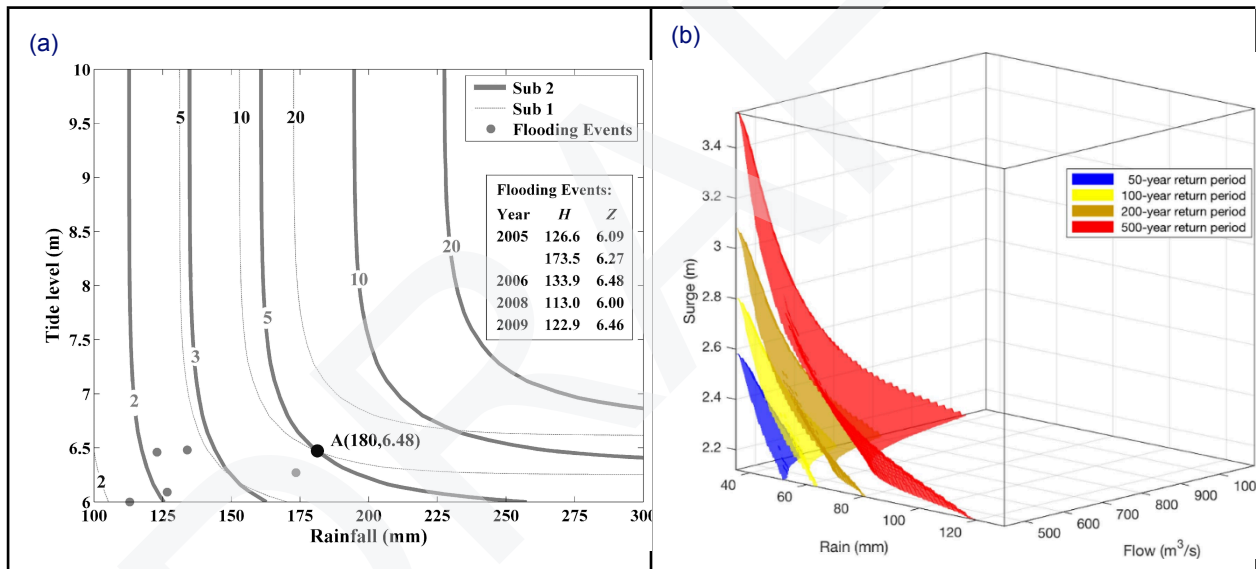 (a)
10
9.5
9
8.5
8
7.5
7
6.5
6
Tide level (m)
5
10
20
Sub 2
Sub 1
Flooding Events
Flooding Events:
Year H Z
2005 126.6 6.09
173.5 6.27
2006 133.9 6.48
2008 113.0 6.00
2009 122.9 6.46
20
10
5
3
2
2
A(180,6.48)
100 125 150 175 200 225 250 275 300
Rainfall (mm)
(b)
3.4
3.2
3
2.8
2.6
2.4
2.2
Surge (m)
50-year return period
100-year return period
200-year return period
500-year return period
40 60 80 100 120
Rain (mm)
500 600 700 800 900
Flow (m³/s)